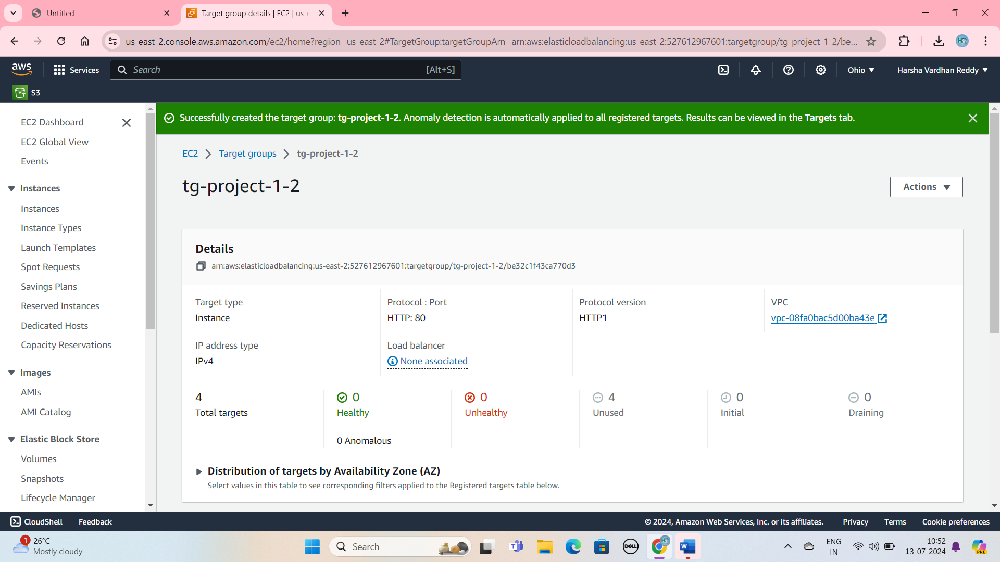 Untitled
Target group details | EC2 | us-e
us-east-2.console.aws.amazon.com/ec2/home?region=us-east-2#TargetGroup:targetGroupArn=arn:aws:elasticloadbalancing:us-east-2:527612967601:targetgroup/tg-project-1-2/be...
aws
Services
Search
[Alt+S]
Ohio
Harsha Vardhan Reddy
S3
EC2 Dashboard
EC2 Global View
Events
Instances
Instances
Instance Types
Launch Templates
Spot Requests
Savings Plans
Reserved Instances
Dedicated Hosts
Capacity Reservations
Images
AMIs
AMI Catalog
Elastic Block Store
Volumes
Snapshots
Lifecycle Manager
Successfully created the target group: tg-project-1-2. Anomaly detection is automatically applied to all registered targets. Results can be viewed in the Targets tab.
EC2
Target groups
tg-project-1-2
tg-project-1-2
Actions
Details
arn:aws:elasticloadbalancing:us-east-2:527612967601:targetgroup/tg-project-1-2/be32c1f43ca770d3
Target type
Instance
Protocol : Port
HTTP: 80
Protocol version
HTTP1
VPC
vpc-08fa0bac5d00ba43e
IP address type
IPv4
Load balancer
None associated
4
Total targets
0
Healthy
0 Anomalous
0
Unhealthy
4
Unused
0
Initial
0
Draining
Distribution of targets by Availability Zone (AZ)
Select values in this table to see corresponding filters applied to the Registered targets table below.
CloudShell
Feedback
© 2024, Amazon Web Services, Inc. or its affiliates.
Privacy
Terms
Cookie preferences
1
26°C
Mostly cloudy
Search
DELL
ENG
IN
10:52
13-07-2024
PRE